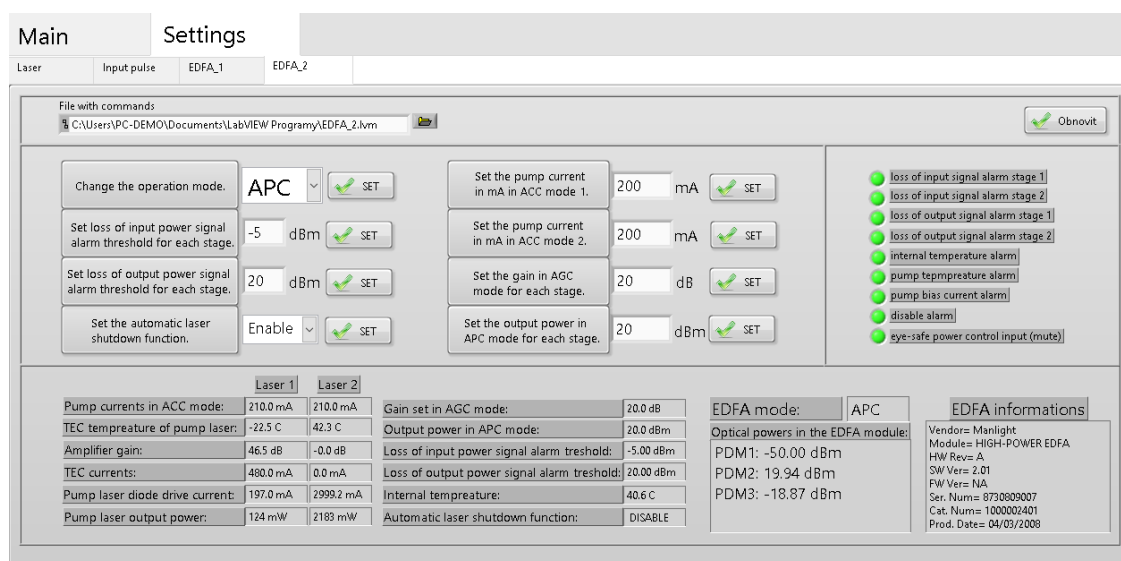 Main Settings
Laser Input pulse EDFA_1 EDFA_2
File with commands
C:\Users\PC-DEMO\Documents\LabVIEW Programy\EDFA_2.lvm
Obnovit
Change the operation mode. APC SET
Set the pump current
in mA in ACC mode 1. 200 mA SET
Set loss of input power signal
alarm threshold for each stage. -5 dBm SET
Set the pump current
in mA in ACC mode 2. 200 mA SET
Set loss of output power signal
alarm threshold for each stage. 20 dBm SET
Set the gain in AGC
mode for each stage. 20 dB SET
Set the automatic laser
shutdown function. Enable SET
Set the output power in
APC mode for each stage. 20 dBm SET
loss of input signal alarm stage 1
loss of input signal alarm stage 2
loss of output signal alarm stage 1
loss of output signal alarm stage 2
internal temperature alarm
pump tepmpreature alarm
pump bias current alarm
disable alarm
eye-safe power control input (mute)
Laser 1 Laser 2
Pump currents in ACC mode: 210.0 mA 210.0 mA
TEC tempreature of pump laser: -22.5 C 42.3 C
Amplifier gain: 46.5 dB -0.0 dB
TEC currents: 480.0 mA 0.0 mA
Pump laser diode drive current: 197.0 mA 2999.2 mA
Pump laser output power: 124 mW 2183 mW
Gain set in AGC mode: 20.0 dB
Output power in APC mode: 20.0 dBm
Loss of input power signal alarm treshold: -5.00 dBm
Loss of output power signal alarm treshold: 20.00 dBm
Internal tempreature: 40.6 C
Automatic laser shutdown function: DISABLE
EDFA mode: APC
Optical powers in the EDFA module:
PDM1: -50.00 dBm
PDM2: 19.94 dBm
PDM3: -18.87 dBm
EDFA informations
Vendor= Manlight
Module= HIGH-POWER EDFA
HW Rev= A
SW Ver= 2.01
FW Ver= NA
Ser. Num= 8730809007
Cat. Num= 1000002401
Prod. Date= 04/03/2008